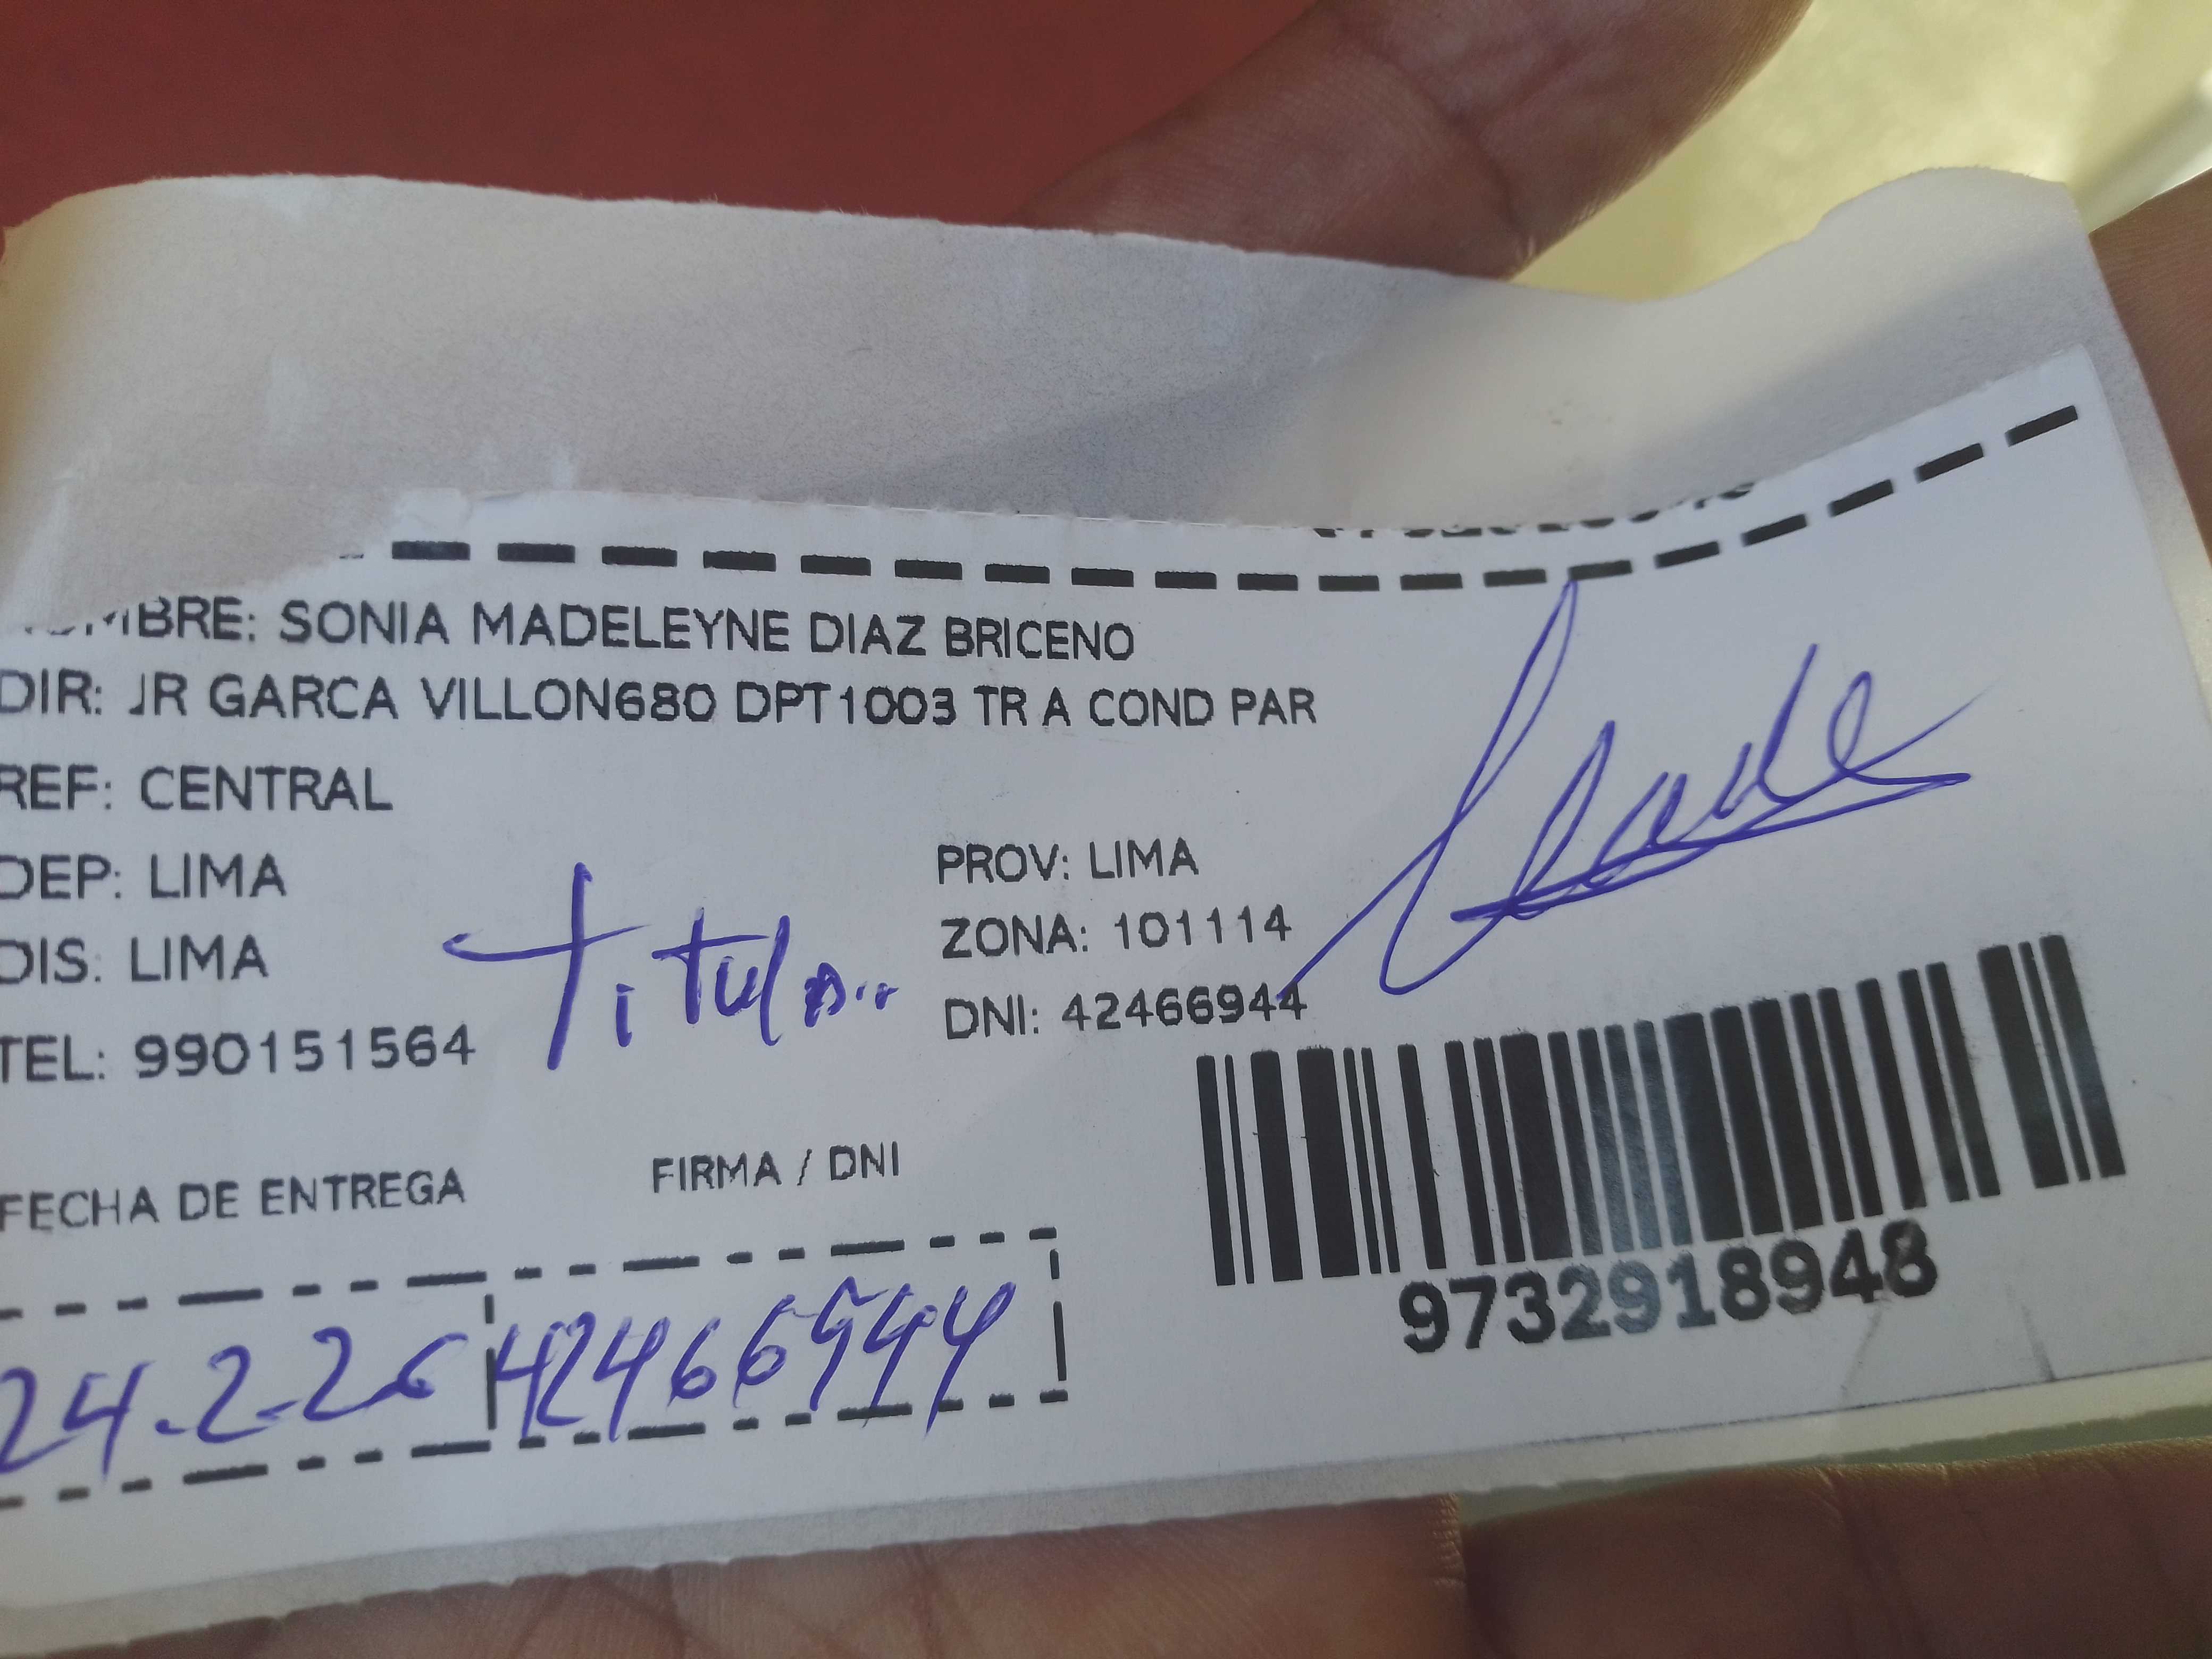 NOMBRE: SONIA MADELEYNE DIAZ BRICENO
DIR: JR GARCA VILLON680 DPT1003 TR A COND PAR
REF: CENTRAL
DEP: LIMA
PROV: LIMA
DIS: LIMA
ZONA: 101114
TEL: 990151564
DNI: 42466944
Titular
FECHA DE ENTREGA
FIRMA / DNI
24-2-26
42466944
9732918948